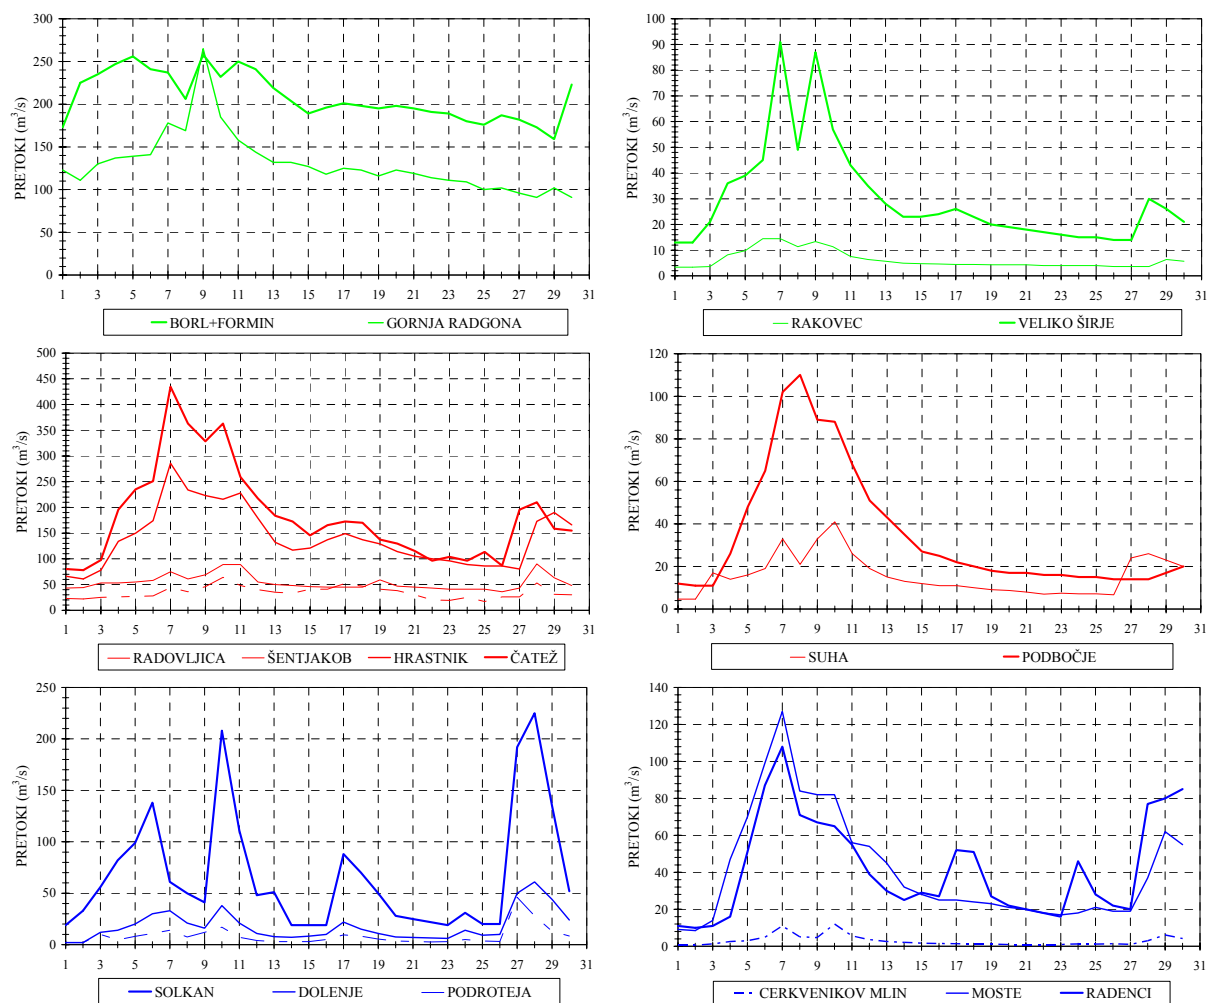 300
250
200
150
100
50
0
PRETOKI (m³/s)
1 3 5 7 9 11 13 15 17 19 21 23 25 27 29 31
BORL+FORMIN GORNJA RADGONA
100
90
80
70
60
50
40
30
20
10
0
PRETOKI (m³/s)
1 3 5 7 9 11 13 15 17 19 21 23 25 27 29 31
RAKOVEC VELIKO ŠIRJE
500
450
400
350
300
250
200
150
100
50
0
PRETOKI (m³/s)
1 3 5 7 9 11 13 15 17 19 21 23 25 27 29 31
RADOVLJICA ŠENTJAKOB HRASTNIK ČATEŽ
120
100
80
60
40
20
0
PRETOKI (m³/s)
1 3 5 7 9 11 13 15 17 19 21 23 25 27 29 31
SUHA PODBOČJE
250
200
150
100
50
0
PRETOKI (m³/s)
1 3 5 7 9 11 13 15 17 19 21 23 25 27 29 31
SOLKAN DOLENJE PODROTEJA
140
120
100
80
60
40
20
0
PRETOKI (m³/s)
1 3 5 7 9 11 13 15 17 19 21 23 25 27 29 31
CERKVENIKOV MLIN MOSTE RADENCI